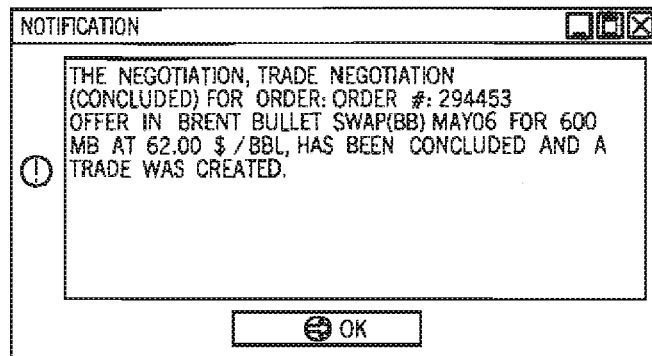 NOTIFICATION
THE NEGOTIATION, TRADE NEGOTIATION
(CONCLUDED) FOR ORDER: ORDER #: 294453
OFFER IN BRENT BULLET SWAP(BB) MAY06 FOR 600
MB AT 62.00 $ / BBL, HAS BEEN CONCLUDED AND A
TRADE WAS CREATED.
OK